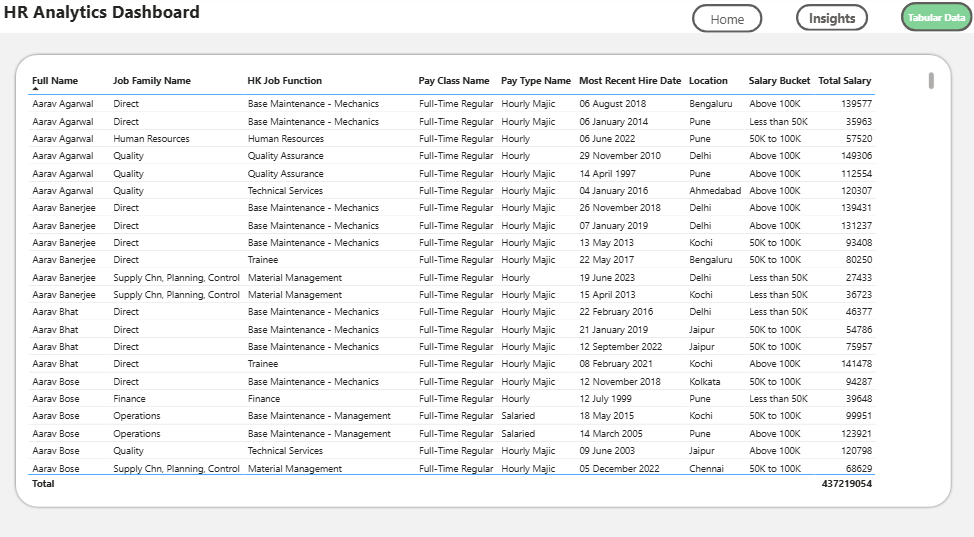 HR Analytics Dashboard
Home
Insights
Tabular Data
Full Name Job Family Name HK Job Function Pay Class Name Pay Type Name Most Recent Hire Date Location Salary Bucket Total Salary
Aarav Agarwal Direct Base Maintenance - Mechanics Full-Time Regular Hourly Majic 06 August 2018 Bengaluru Above 100K 139577
Aarav Agarwal Direct Base Maintenance - Mechanics Full-Time Regular Hourly Majic 06 January 2014 Pune Less than 50K 35963
Aarav Agarwal Human Resources Human Resources Full-Time Regular Hourly 06 June 2022 Pune 50K to 100K 57520
Aarav Agarwal Quality Quality Assurance Full-Time Regular Hourly Majic 29 November 2010 Delhi Above 100K 149306
Aarav Agarwal Quality Quality Assurance Full-Time Regular Hourly Majic 14 April 1997 Pune Above 100K 112554
Aarav Agarwal Quality Technical Services Full-Time Regular Hourly Majic 04 January 2016 Ahmedabad Above 100K 120307
Aarav Banerjee Direct Base Maintenance - Mechanics Full-Time Regular Hourly Majic 26 November 2018 Delhi Above 100K 139431
Aarav Banerjee Direct Base Maintenance - Mechanics Full-Time Regular Hourly Majic 07 January 2019 Delhi Above 100K 131237
Aarav Banerjee Direct Base Maintenance - Mechanics Full-Time Regular Hourly Majic 13 May 2013 Kochi 50K to 100K 93408
Aarav Banerjee Direct Trainee Full-Time Regular Hourly Majic 22 May 2017 Bengaluru 50K to 100K 80250
Aarav Banerjee Supply Chn, Planning, Control Material Management Full-Time Regular Hourly 19 June 2023 Delhi Less than 50K 27433
Aarav Banerjee Supply Chn, Planning, Control Material Management Full-Time Regular Hourly Majic 15 April 2013 Kochi Less than 50K 36723
Aarav Bhat Direct Base Maintenance - Mechanics Full-Time Regular Hourly Majic 22 February 2016 Delhi Less than 50K 46377
Aarav Bhat Direct Base Maintenance - Mechanics Full-Time Regular Hourly Majic 21 January 2019 Jaipur 50K to 100K 54786
Aarav Bhat Direct Base Maintenance - Mechanics Full-Time Regular Hourly Majic 12 September 2022 Jaipur 50K to 100K 75957
Aarav Bhat Direct Trainee Full-Time Regular Hourly Majic 08 February 2021 Kochi Above 100K 141478
Aarav Bose Direct Base Maintenance - Mechanics Full-Time Regular Hourly Majic 12 November 2018 Kolkata 50K to 100K 94287
Aarav Bose Finance Finance Full-Time Regular Hourly 12 July 1999 Pune Less than 50K 39648
Aarav Bose Operations Base Maintenance - Management Full-Time Regular Salaried 18 May 2015 Kochi 50K to 100K 99951
Aarav Bose Operations Base Maintenance - Management Full-Time Regular Salaried 14 March 2005 Pune Above 100K 123921
Aarav Bose Quality Technical Services Full-Time Regular Hourly Majic 09 June 2003 Jaipur Above 100K 120798
Aarav Bose Supply Chn, Planning, Control Material Management Full-Time Regular Hourly Majic 05 December 2022 Chennai 50K to 100K 68629
Total 437219054